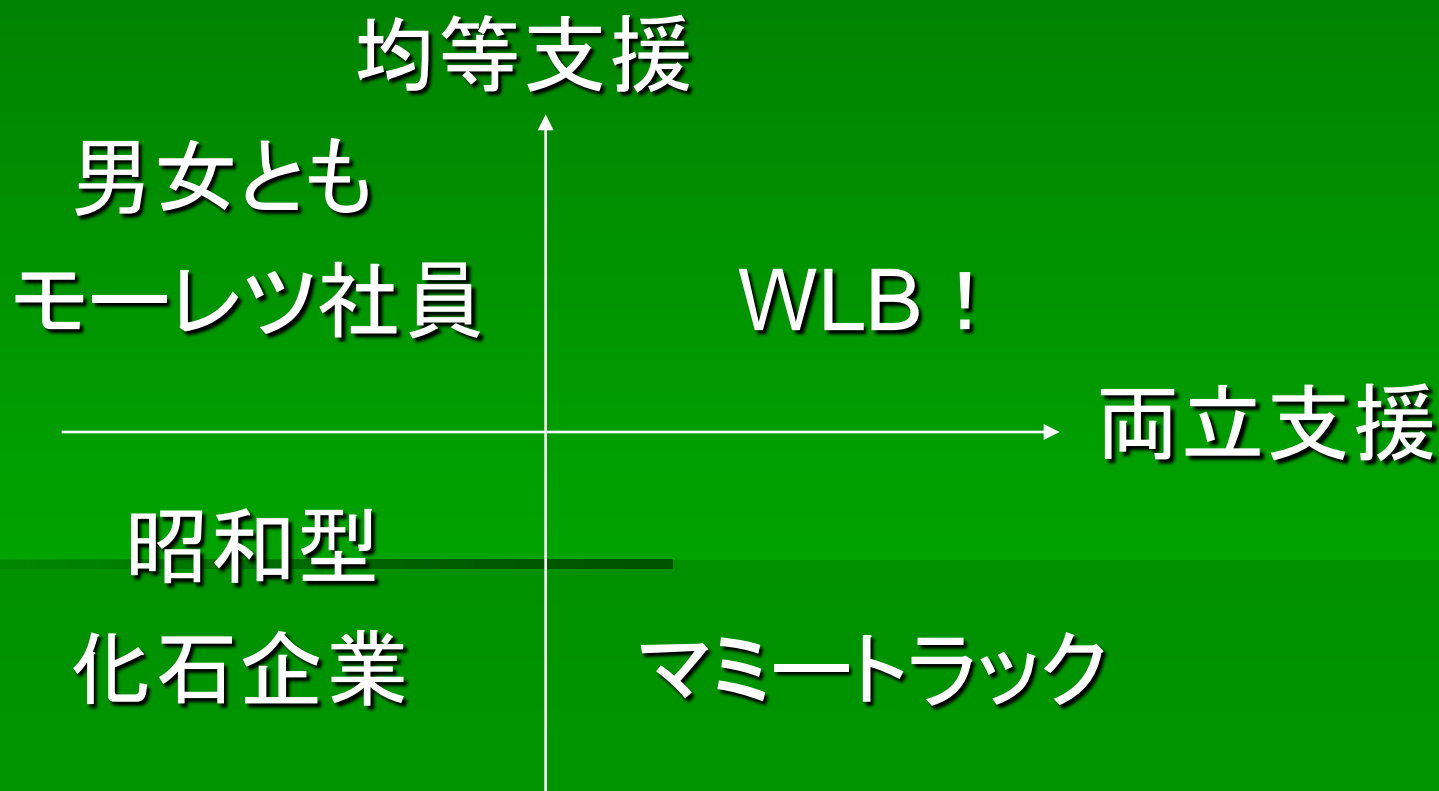 均等支援
男女とも
モーレツ社員
WLB！
両立支援
昭和型
化石企業
マミートラック